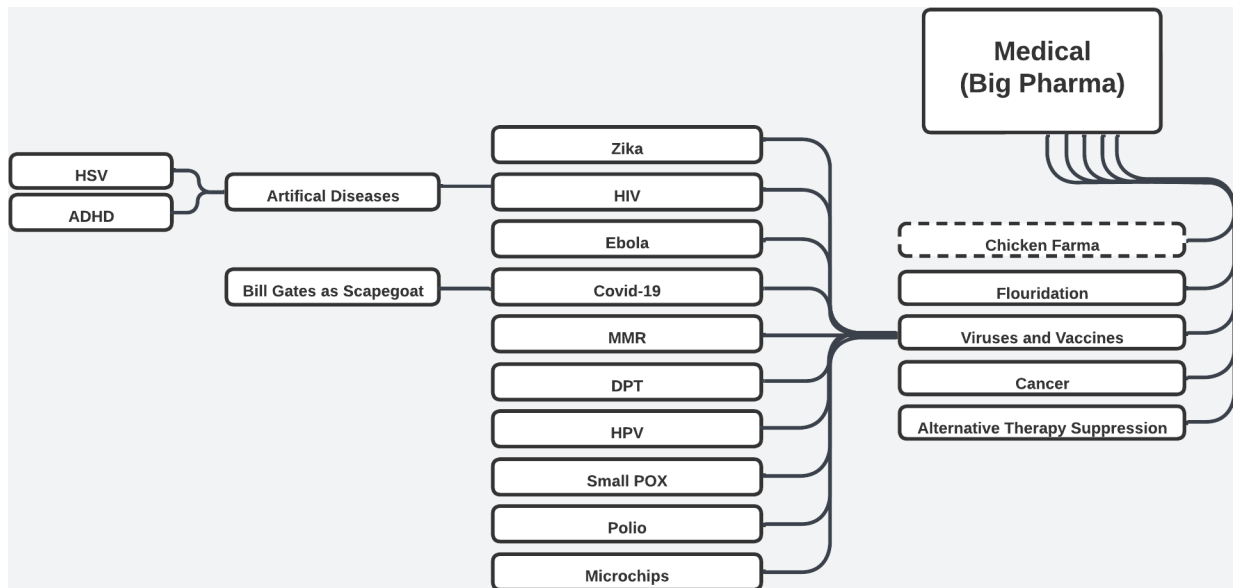 Medical
(Big Pharma)
Zika
HSV
Artifical Diseases
HIV
ADHD
Ebola
Chicken Farma
Bill Gates as Scapegoat
Covid-19
Flouridation
MMR
Viruses and Vaccines
DPT
Cancer
HPV
Alternative Therapy Suppression
Small POX
Polio
Microchips